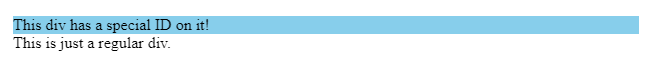 This div has a special ID on it!
This is just a regular div.